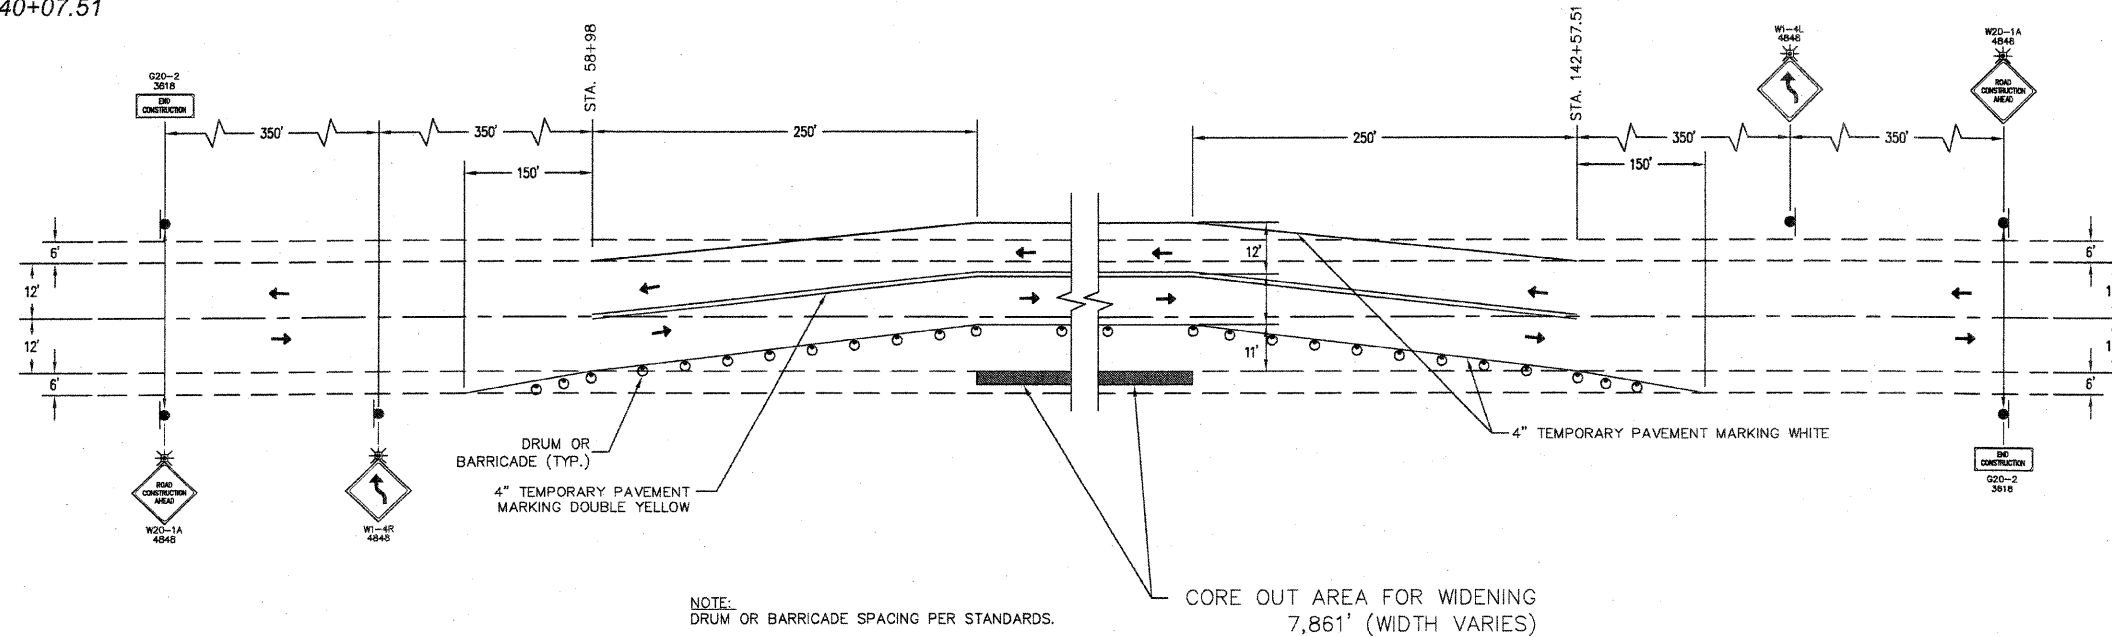 40+07.51
G20-2
3618
END
CONSTRUCTION
STA. 58+98
STA. 142+57.51
W1-4L
4848
W20-1A
4848
ROAD
CONSTRUCTION
AHEAD
350'
350'
250'
250'
350'
350'
150'
150'
6'
12'
12'
6'
12'
11'
6'
1
1
6'
DRUM OR
BARRICADE (TYP.)
4" TEMPORARY PAVEMENT
MARKING DOUBLE YELLOW
4" TEMPORARY PAVEMENT MARKING WHITE
ROAD
CONSTRUCTION
AHEAD
W20-1A
4848
W1-4R
4848
END
CONSTRUCTION
G20-2
3618
NOTE:
DRUM OR BARRICADE SPACING PER STANDARDS.
CORE OUT AREA FOR WIDENING
7,861' (WIDTH VARIES)